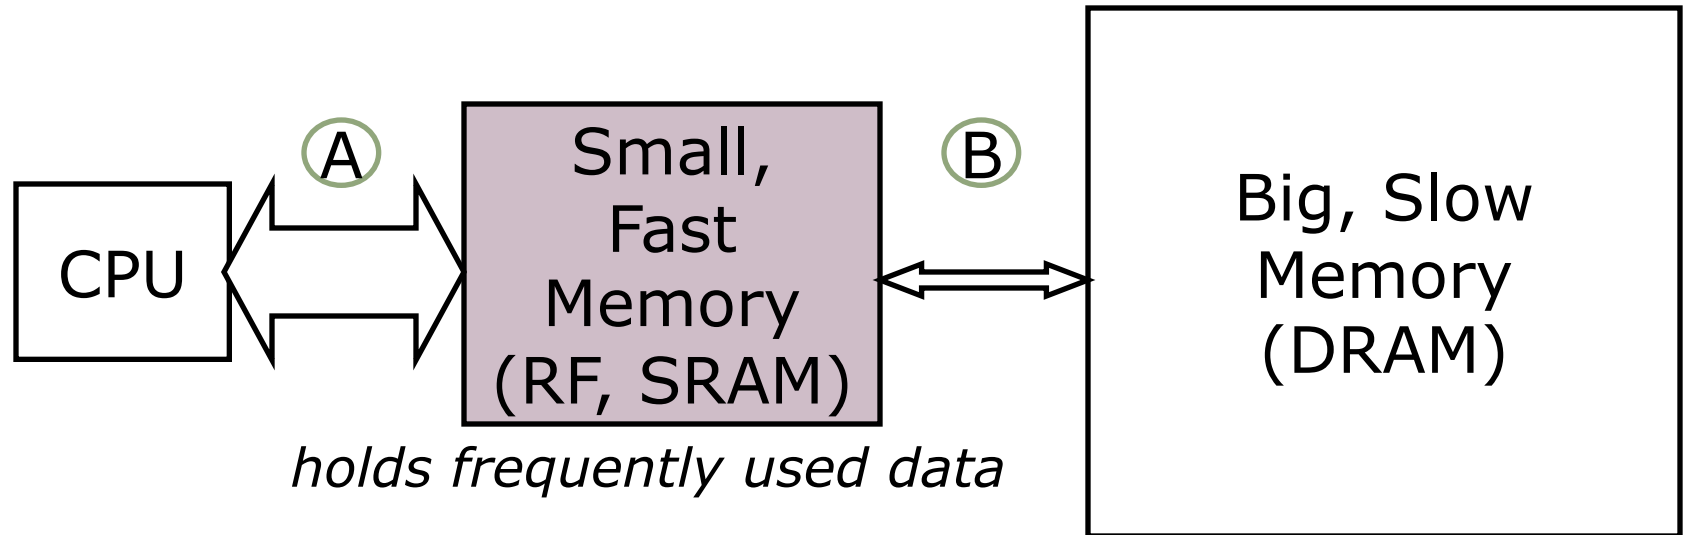 CPU
A
Small,
Fast
Memory
(RF, SRAM)
holds frequently used data
B
Big, Slow
Memory
(DRAM)